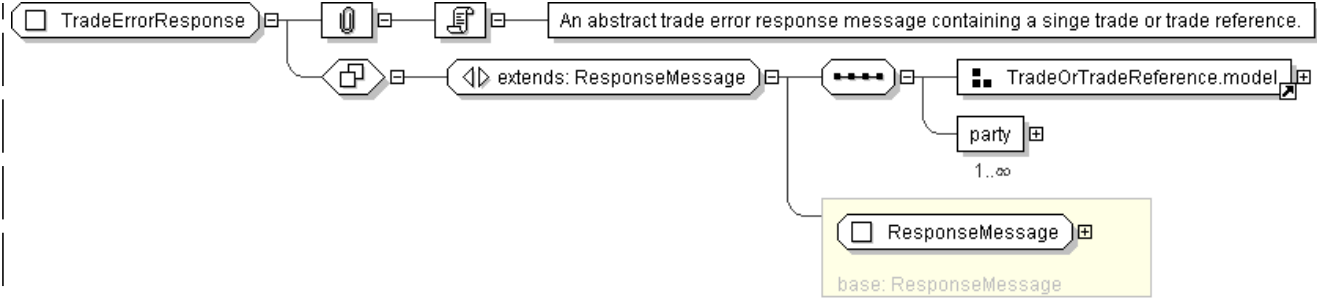 TradeErrorResponse
An abstract trade error response message containing a singe trade or trade reference.
extends: ResponseMessage
TradeOrTradeReference.model
party
1..∞
ResponseMessage
base: ResponseMessage